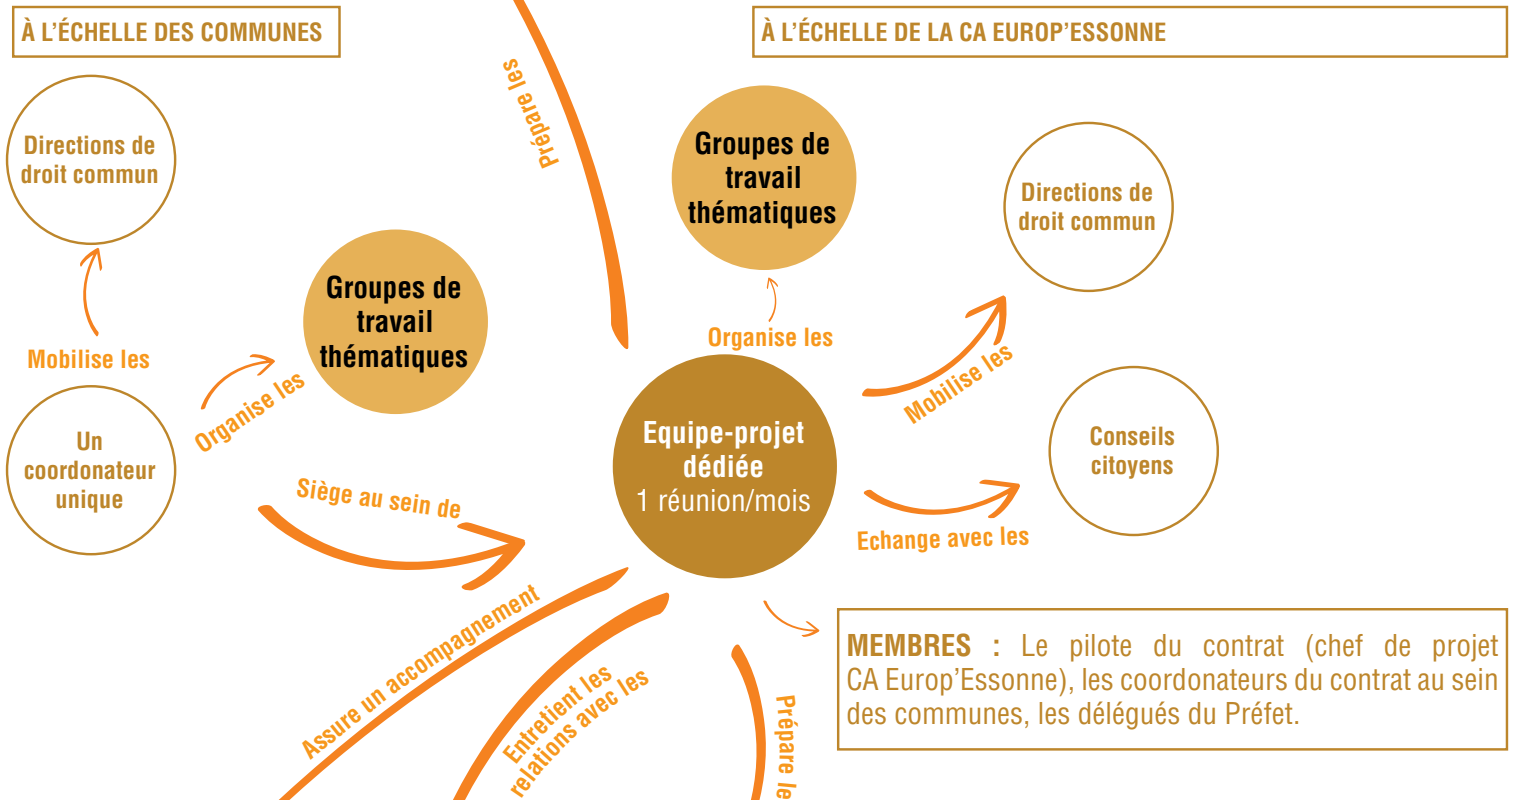 À L'ÉCHELLE DES COMMUNES
À L'ÉCHELLE DE LA CA EUROP'ESSONNE
Directions de
droit commun
Mobilise les
Un
coordonateur
unique
Organise les
Groupes de
travail
thématiques
Siège au sein de
Prépare les
Groupes de
travail
thématiques
Organise les
Equipe-projet
dédiée
1 réunion/mois
Directions de
droit commun
Mobilise les
Conseils
citoyens
Echange avec les
Assure un accompagnement
Entretient les
relations avec les
Prépare le
MEMBRES : Le pilote du contrat (chef de projet
CA Europ'Essonne), les coordonateurs du contrat au sein
des communes, les délégués du Préfet.